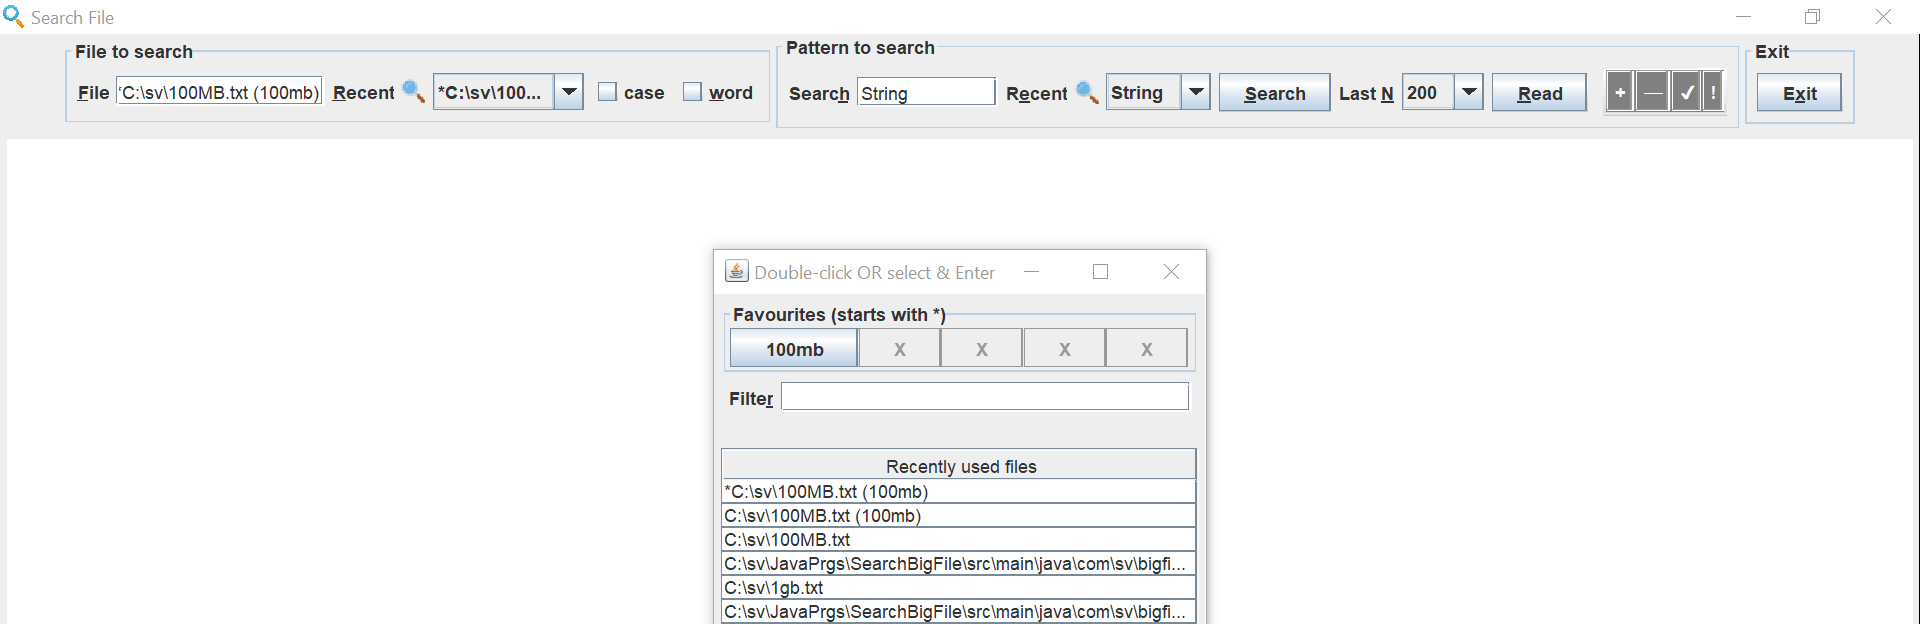 Search File
File to search
File *C:\sv\100MB.txt (100mb) Recent *C:\sv\100... case word
Pattern to search
Search String Recent String Search Last N 200 Read + — ✓ !
Exit
Exit
Double-click OR select & Enter
Favourites (starts with *)
100mb X X X X
Filter
Recently used files
*C:\sv\100MB.txt (100mb)
C:\sv\100MB.txt (100mb)
C:\sv\100MB.txt
C:\sv\JavaPrgs\SearchBigFile\src\main\java\com\sv\bigfi...
C:\sv\1gb.txt
C:\sv\JavaPrgs\SearchBigFile\src\main\java\com\sv\bigfi...